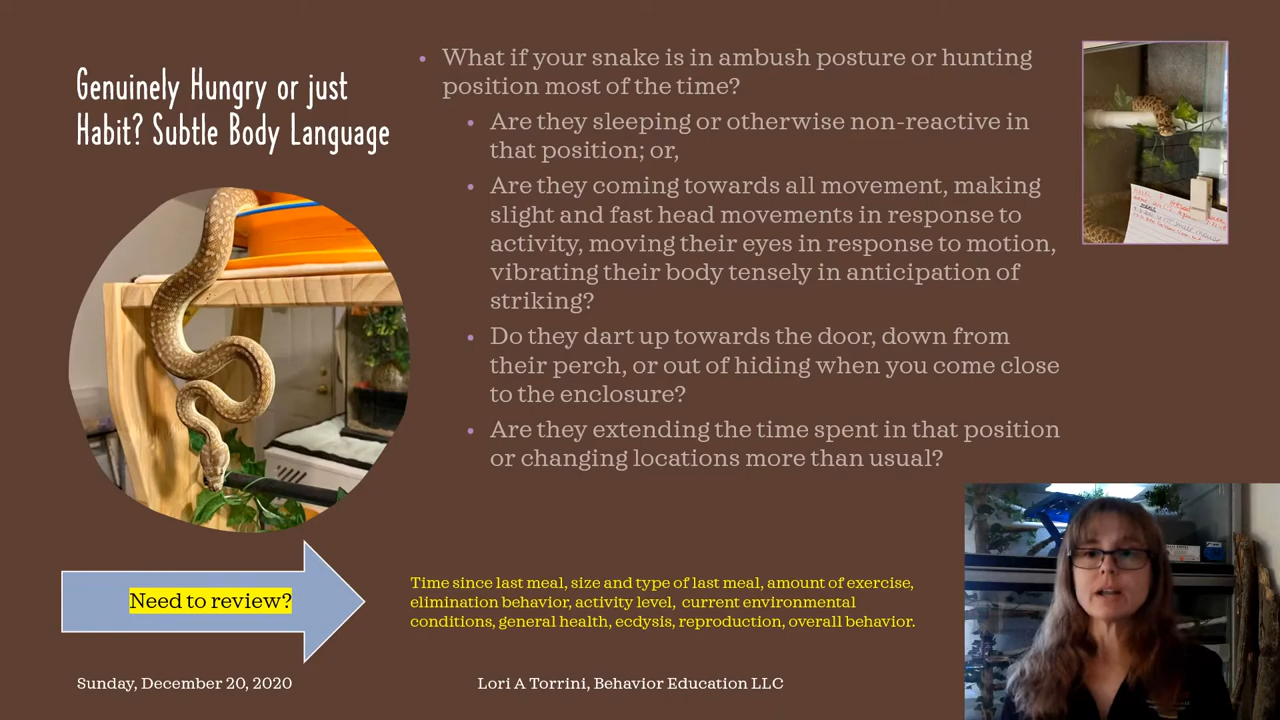 Genuinely Hungry or just
Habit? Subtle Body Language
• What if your snake is in ambush posture or hunting
position most of the time?
• Are they sleeping or otherwise non-reactive in
that position; or,
• Are they coming towards all movement, making
slight and fast head movements in response to
activity, moving their eyes in response to motion,
vibrating their body tensely in anticipation of
striking?
• Do they dart up towards the door, down from
their perch, or out of hiding when you come close
to the enclosure?
• Are they extending the time spent in that position
or changing locations more than usual?
Need to review?
Time since last meal, size and type of last meal, amount of exercise,
elimination behavior, activity level, current environmental
conditions, general health, ecdysis, reproduction, overall behavior.
Sunday, December 20, 2020
Lori A Torrini, Behavior Education LLC